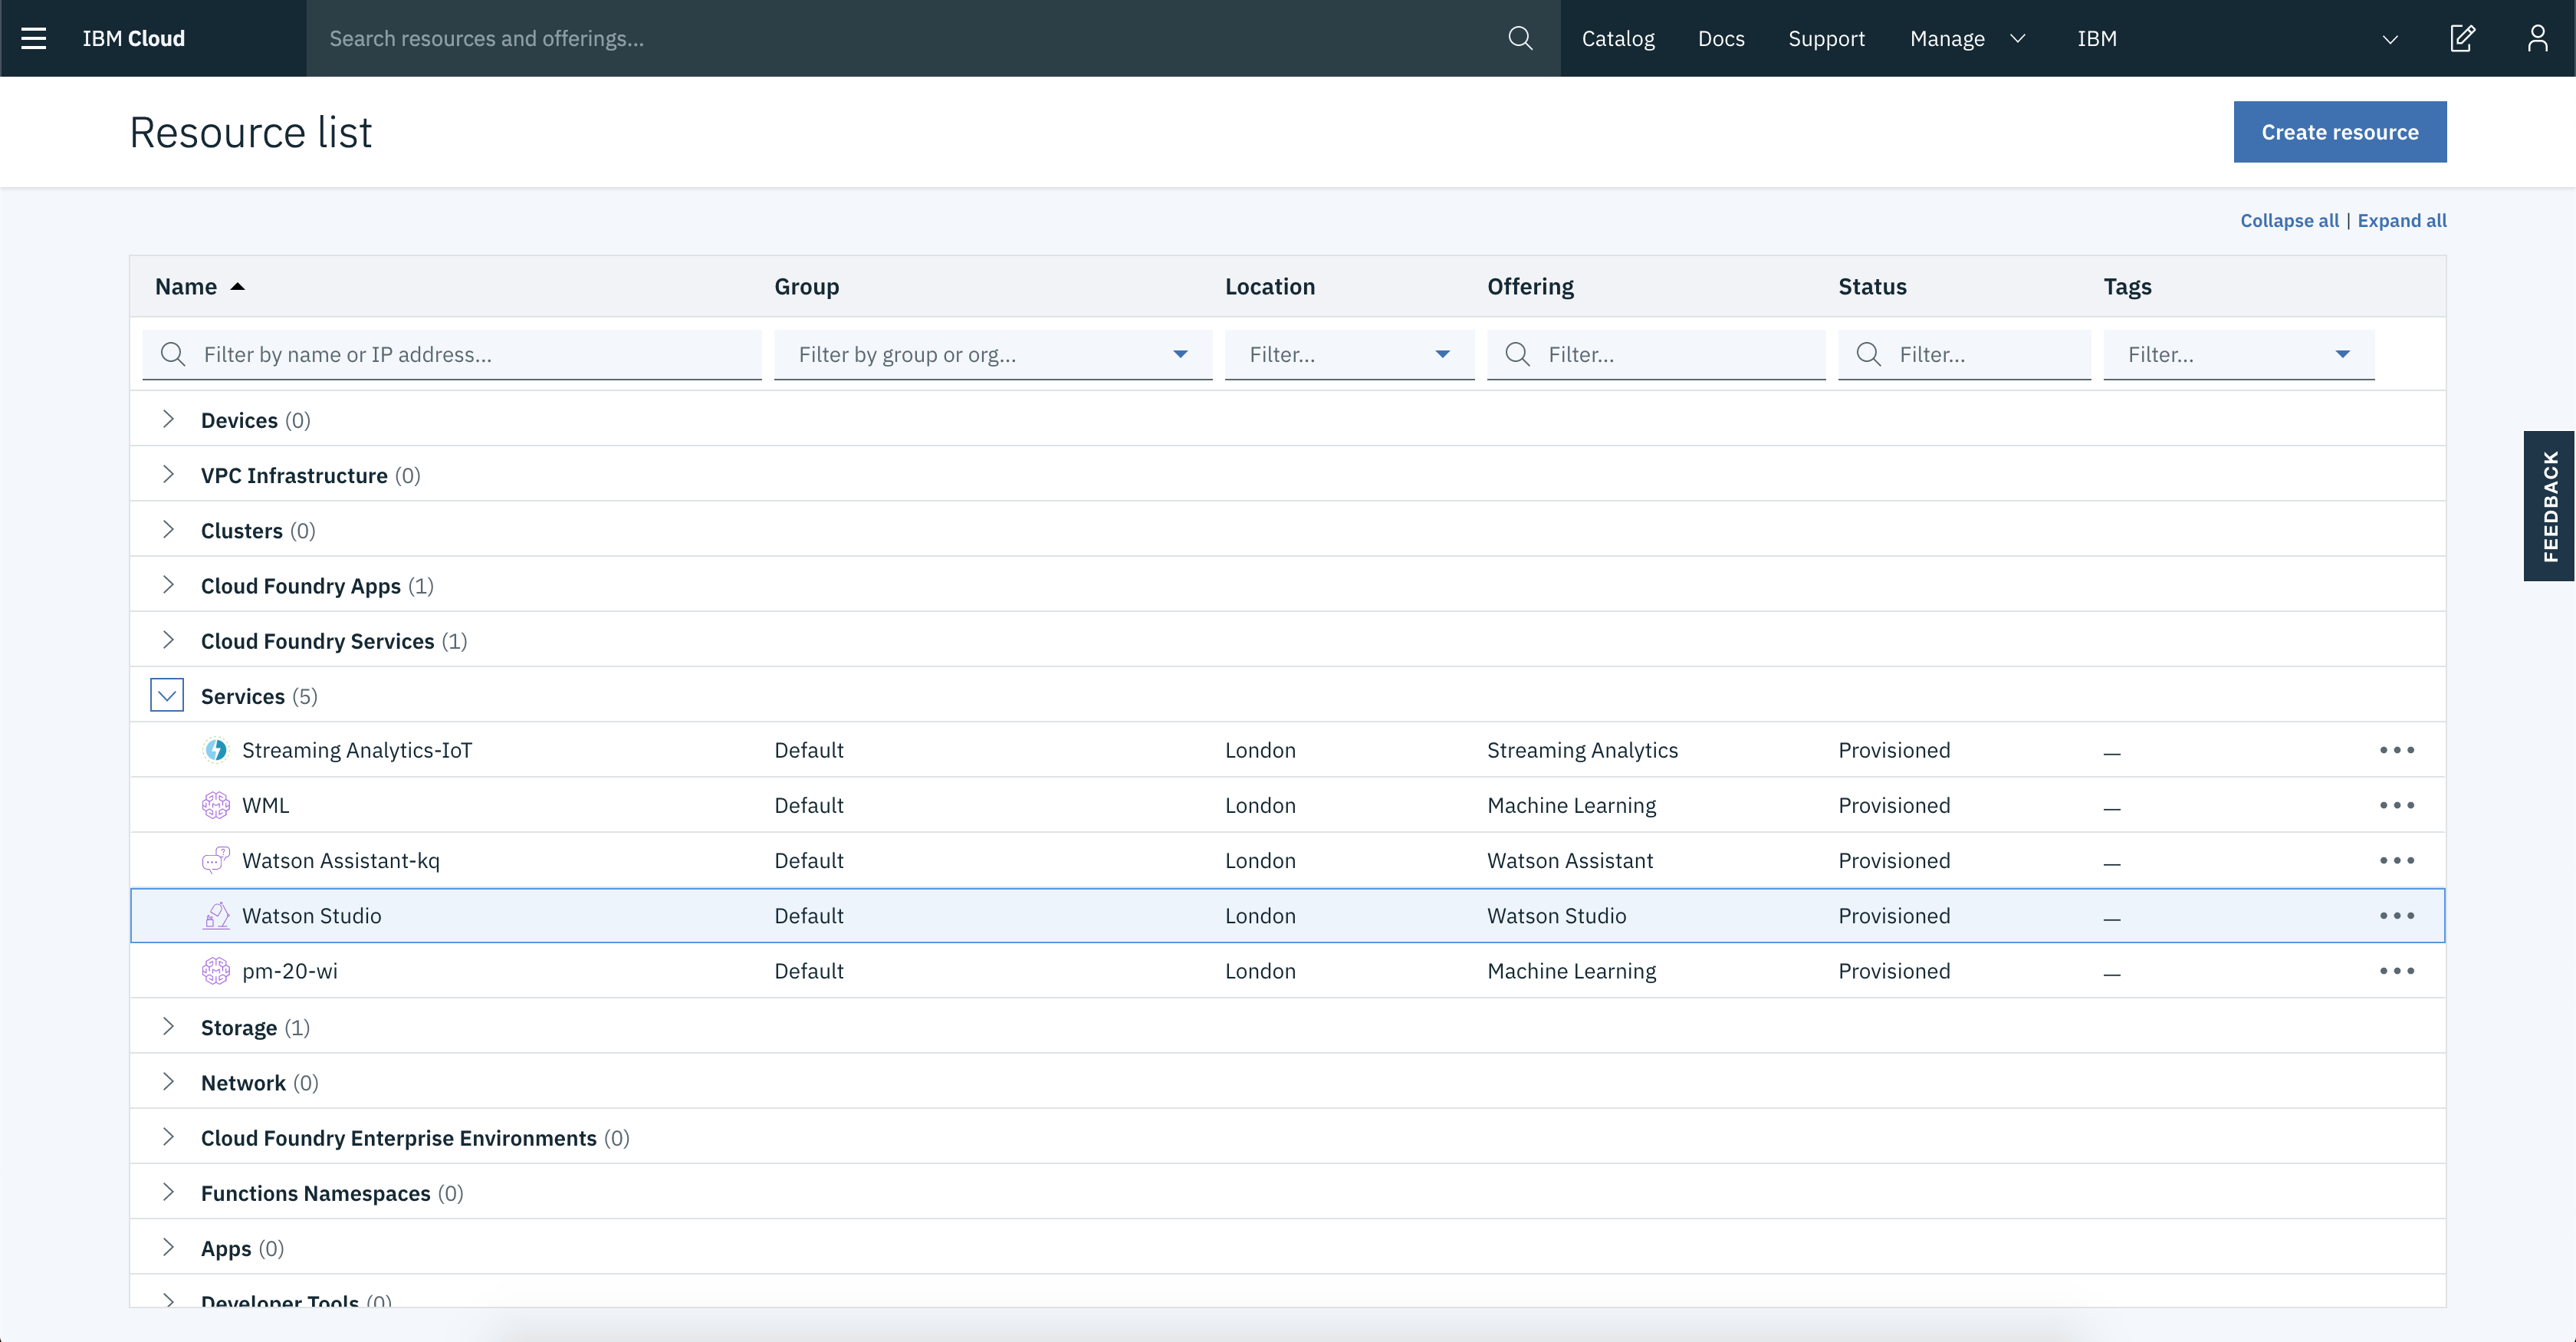 IBM Cloud Search resources and offerings... Catalog Docs Support Manage IBM
Resource list Create resource
Collapse all | Expand all
Name Group Location Offering Status Tags
Filter by name or IP address... Filter by group or org... Filter... Filter... Filter... Filter...
Devices (0)
VPC Infrastructure (0)
FEEDBACK
Clusters (0)
Cloud Foundry Apps (1)
Cloud Foundry Services (1)
Services (5)
Streaming Analytics-IoT Default London Streaming Analytics Provisioned —
WML Default London Machine Learning Provisioned —
Watson Assistant-kq Default London Watson Assistant Provisioned —
Watson Studio Default London Watson Studio Provisioned —
pm-20-wi Default London Machine Learning Provisioned —
Storage (1)
Network (0)
Cloud Foundry Enterprise Environments (0)
Functions Namespaces (0)
Apps (0)
Developer Tools (0)